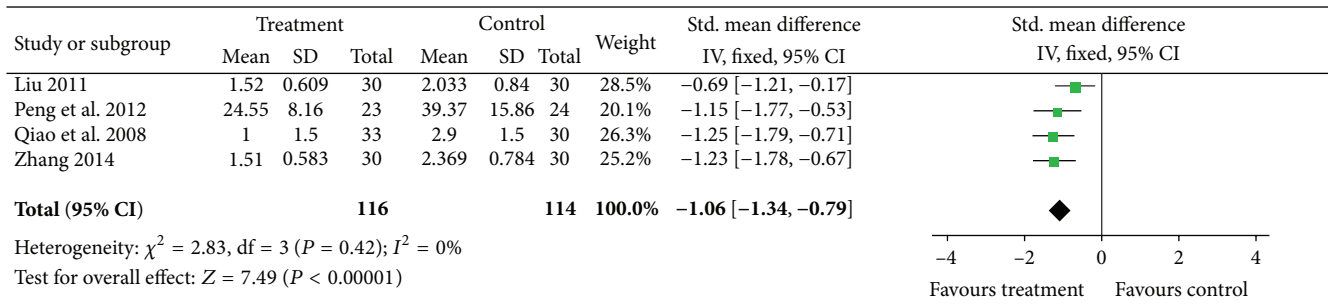 Study or subgroup Treatment Control Weight Std. mean difference Std. mean difference
Mean SD Total Mean SD Total IV, fixed, 95% CI IV, fixed, 95% CI
Liu 2011 1.52 0.609 30 2.033 0.84 30 28.5% −0.69 [−1.21, −0.17]
Peng et al. 2012 24.55 8.16 23 39.37 15.86 24 20.1% −1.15 [−1.77, −0.53]
Qiao et al. 2008 1 1.5 33 2.9 1.5 30 26.3% −1.25 [−1.79, −0.71]
Zhang 2014 1.51 0.583 30 2.369 0.784 30 25.2% −1.23 [−1.78, −0.67]
Total (95% CI) 116 114 100.0% −1.06 [−1.34, −0.79]
Heterogeneity: χ² = 2.83, df = 3 (P = 0.42); I² = 0%
Test for overall effect: Z = 7.49 (P < 0.00001)
−4 −2 0 2 4
Favours treatment Favours control